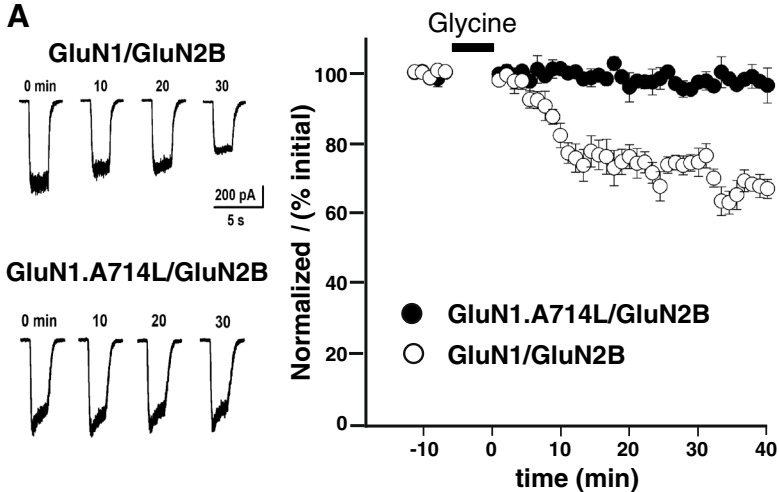 A
GluN1/GluN2B
0 min 10 20 30
200 pA
5 s
GluN1.A714L/GluN2B
0 min 10 20 30
Glycine
Normalized I (% initial)
100
80
60
40
20
0
GluN1.A714L/GluN2B
GluN1/GluN2B
-10 0 10 20 30 40
time (min)